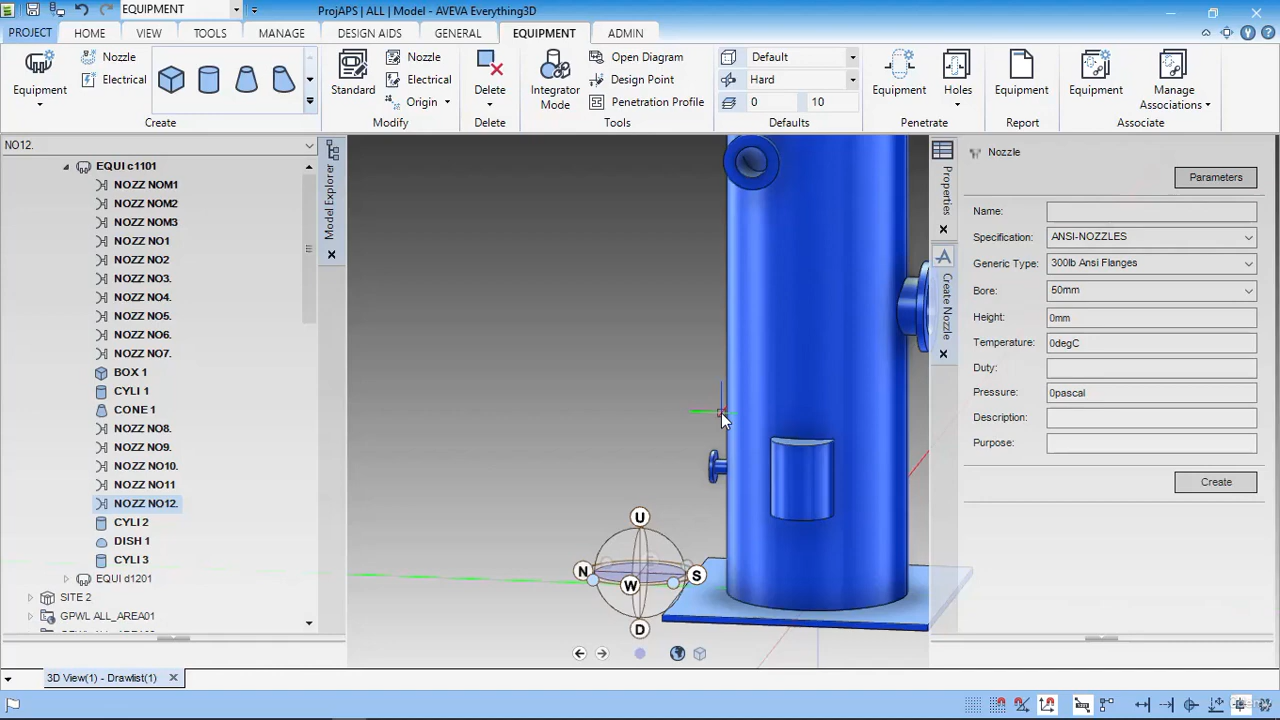 EQUIPMENT
ProjAPS | ALL | Model - AVEVA Everything3D
PROJECT HOME VIEW TOOLS MANAGE DESIGN AIDS GENERAL EQUIPMENT ADMIN
Equipment
Nozzle
Electrical
Create
Standard
Nozzle
Electrical
Origin
Modify
Delete
Delete
Integrator
Mode
Open Diagram
Design Point
Penetration Profile
Tools
Default
Hard
0 10
Defaults
Equipment
Holes
Penetrate
Equipment
Report
Equipment
Manage
Associations
Associate
NO12.
EQUI c1101
NOZZ NOM1
NOZZ NOM2
NOZZ NOM3
NOZZ NO1
NOZZ NO2
NOZZ NO3.
NOZZ NO4.
NOZZ NO5.
NOZZ NO6.
NOZZ NO7.
BOX 1
CYLI 1
CONE 1
NOZZ NO8.
NOZZ NO9.
NOZZ NO10.
NOZZ NO11
NOZZ NO12.
CYLI 2
DISH 1
CYLI 3
EQUI d1201
SITE 2
GPWL ALL_AREA01
Model Explorer
U
N
S
W
D
Properties
Create Nozzle
Nozzle
Parameters
Name:
Specification: ANSI-NOZZLES
Generic Type: 300lb Ansi Flanges
Bore: 50mm
Height: 0mm
Temperature: 0degC
Duty:
Pressure: 0pascal
Description:
Purpose:
Create
3D View(1) - Drawlist(1)